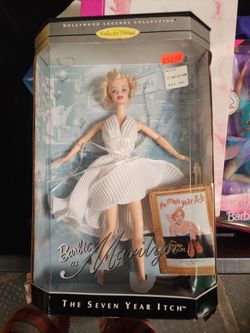 HOLLYWOOD LEGENDS COLLECTION
Collector Edition
the seven year itch
Barbie
as Marilyn
THE SEVEN YEAR ITCH
Barbie